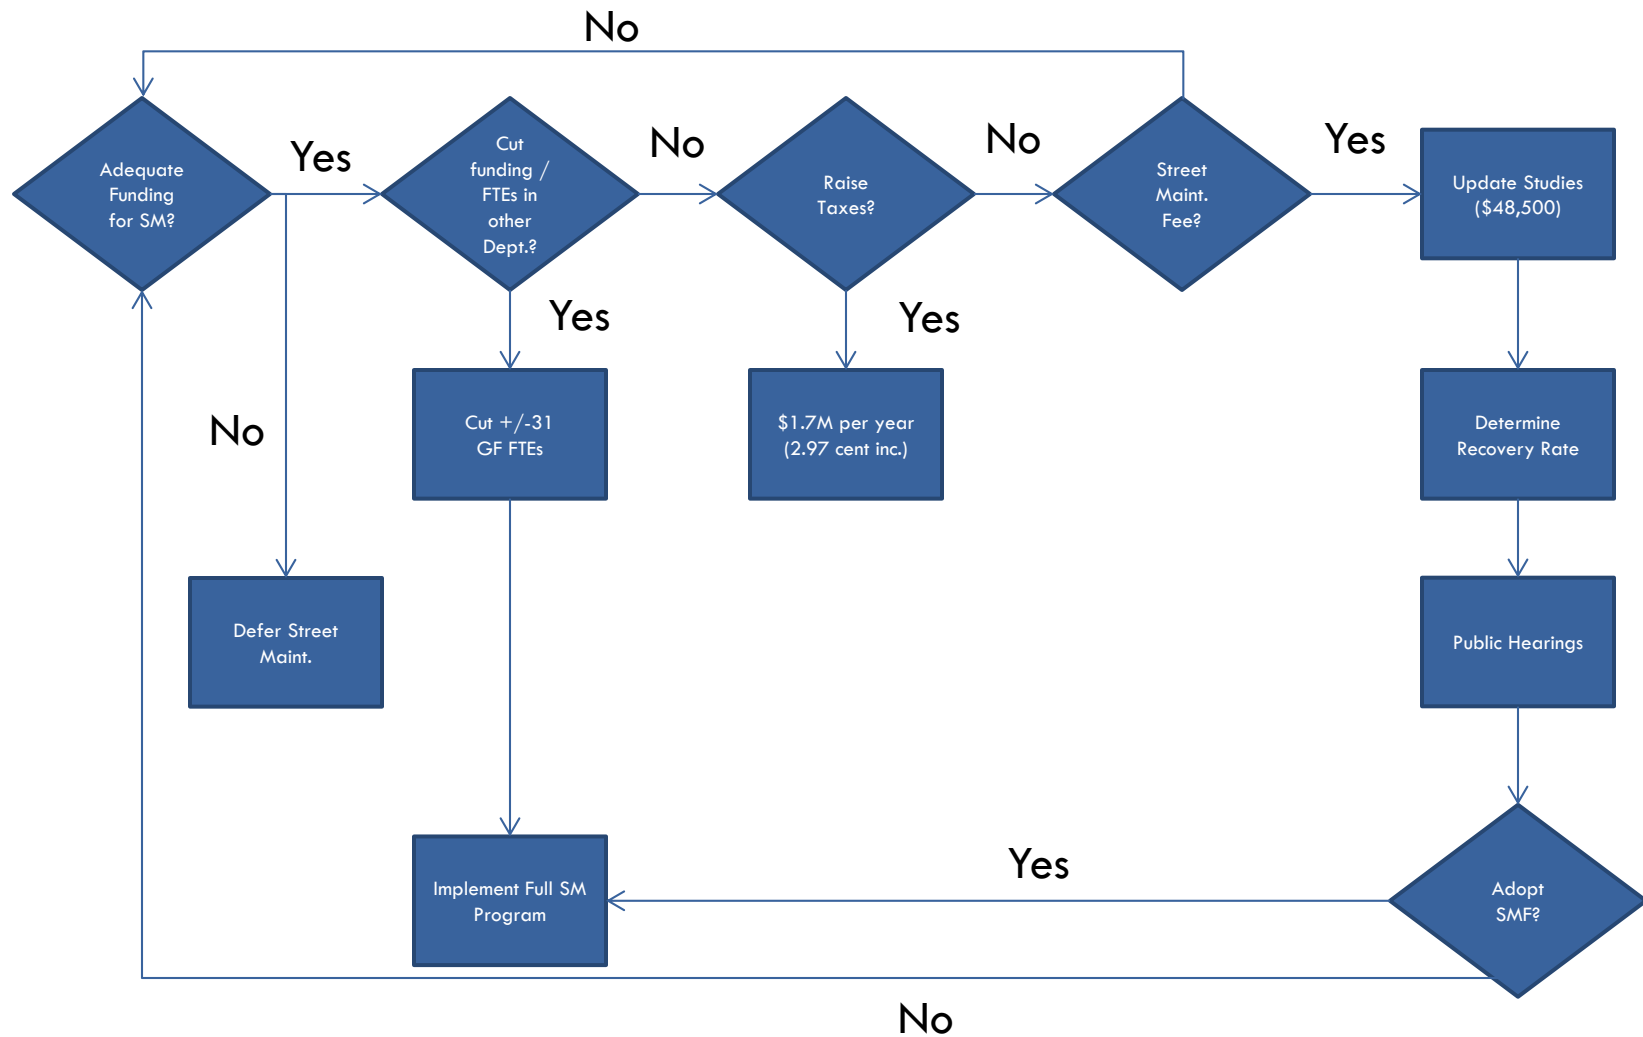 No
Adequate
Funding
for SM?
Yes
Cut
funding /
FTEs in
other
Dept.?
No
Raise
Taxes?
No
Street
Maint.
Fee?
Yes
Update Studies
($48,500)
Yes
Yes
No
Cut +/-31
GF FTEs
$1.7M per year
(2.97 cent inc.)
Determine
Recovery Rate
Defer Street
Maint.
Public Hearings
Implement Full SM
Program
Yes
Adopt
SMF?
No